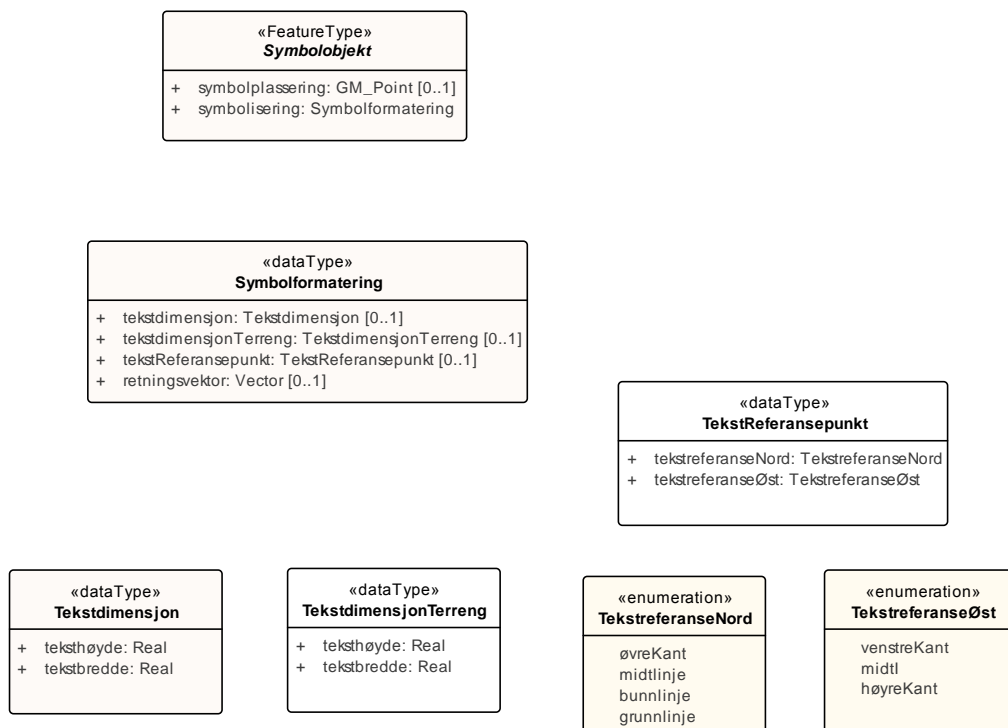 «FeatureType»
Symbolobjekt
+ symbolplassering: GM_Point [0..1]
+ symbolisering: Symbolformatering
«dataType»
Symbolformatering
+ tekstdimensjon: Tekstdimensjon [0..1]
+ tekstdimensjonTerreng: TekstdimensjonTerreng [0..1]
+ tekstReferansepunkt: TekstReferansepunkt [0..1]
+ retningsvektor: Vector [0..1]
«dataType»
TekstReferansepunkt
+ tekstreferanseNord: TekstreferanseNord
+ tekstreferanseØst: TekstreferanseØst
«dataType»
Tekstdimensjon
+ teksthøyde: Real
+ tekstbredde: Real
«dataType»
TekstdimensjonTerreng
+ teksthøyde: Real
+ tekstbredde: Real
«enumeration»
TekstreferanseNord
øvreKant
midtlinje
bunnlinje
grunnlinje
«enumeration»
TekstreferanseØst
venstreKant
midtl
høyreKant